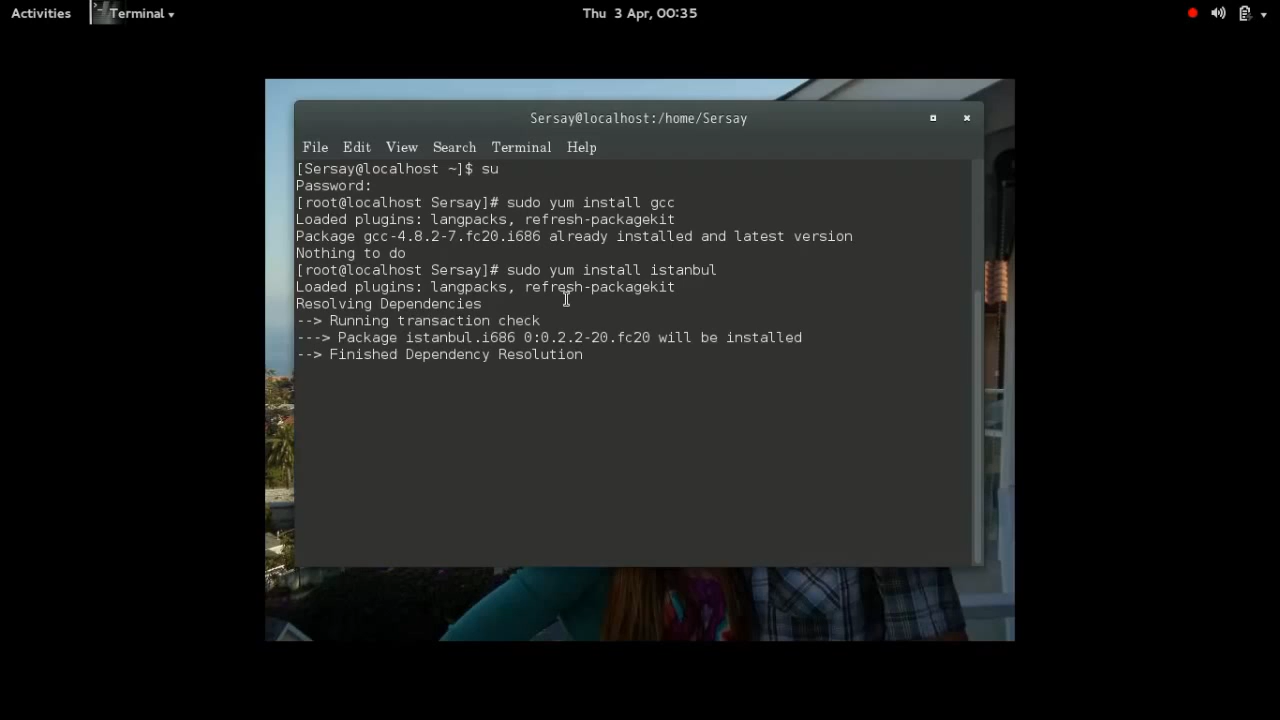 Activities Terminal Thu 3 Apr, 00:35
Sersay@localhost:/home/Sersay
File Edit View Search Terminal Help
[Sersay@localhost ~]$ su
Password:
[root@localhost Sersay]# sudo yum install gcc
Loaded plugins: langpacks, refresh-packagekit
Package gcc-4.8.2-7.fc20.i686 already installed and latest version
Nothing to do
[root@localhost Sersay]# sudo yum install istanbul
Loaded plugins: langpacks, refresh-packagekit
Resolving Dependencies
--> Running transaction check
---> Package istanbul.i686 0:0.2.2-20.fc20 will be installed
--> Finished Dependency Resolution